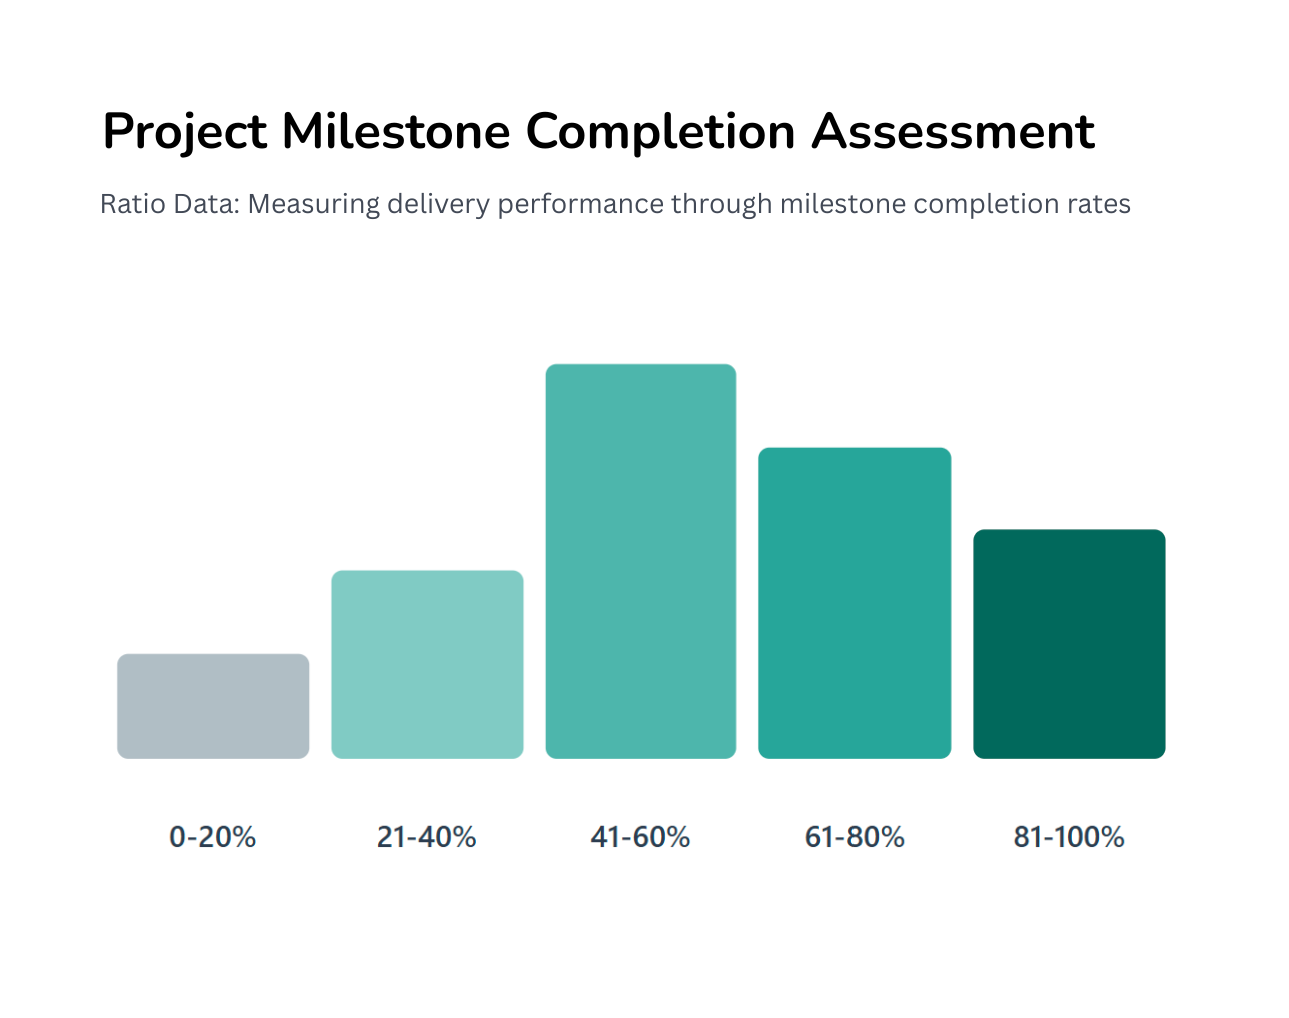 Project Milestone Completion Assessment
Ratio Data: Measuring delivery performance through milestone completion rates
0-20%
21-40%
41-60%
61-80%
81-100%